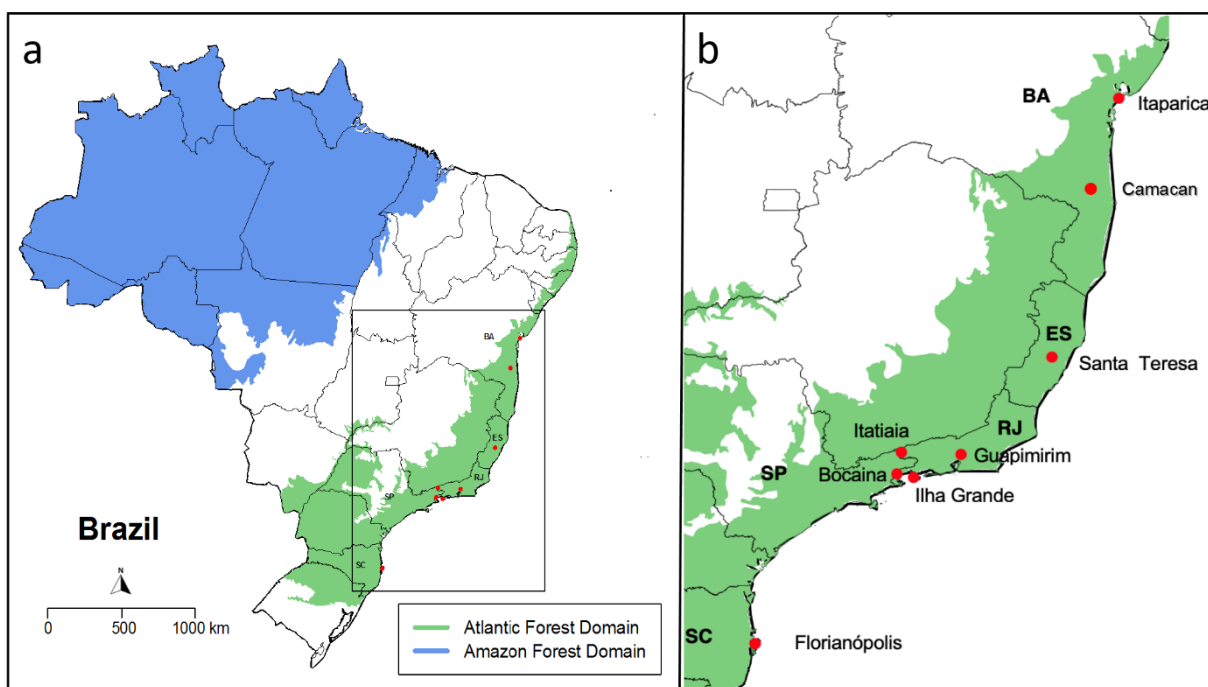 a
BA
ES
RJ
SP
SC
Brazil
N
0 500 1000 km
Atlantic Forest Domain
Amazon Forest Domain
b
BA
Itaparica
Camacan
ES
Santa Teresa
RJ
Itatiaia
Guapimirim
Bocaina
SP
Ilha Grande
SC
Florianópolis